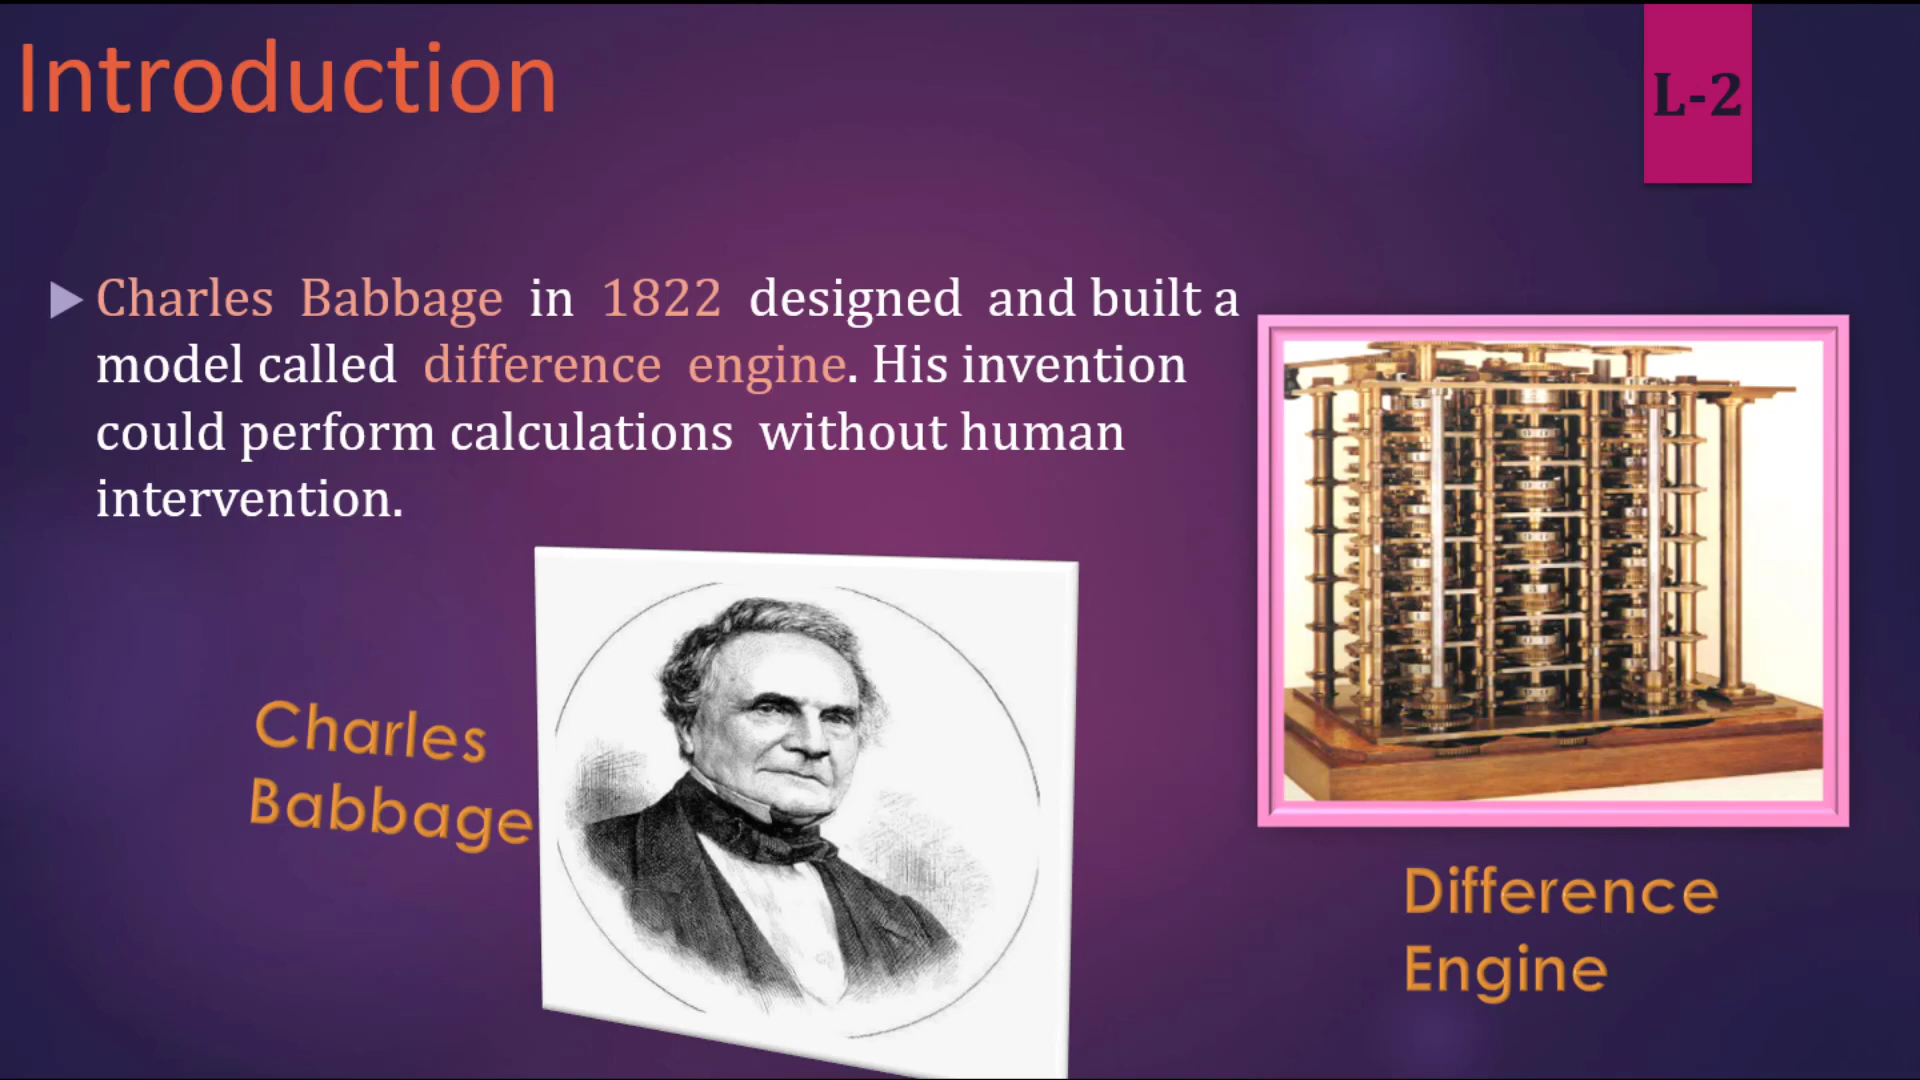 Introduction
L-2
Charles Babbage in 1822 designed and built a
model called difference engine. His invention
could perform calculations without human
intervention.
Charles
Babbage
Difference
Engine